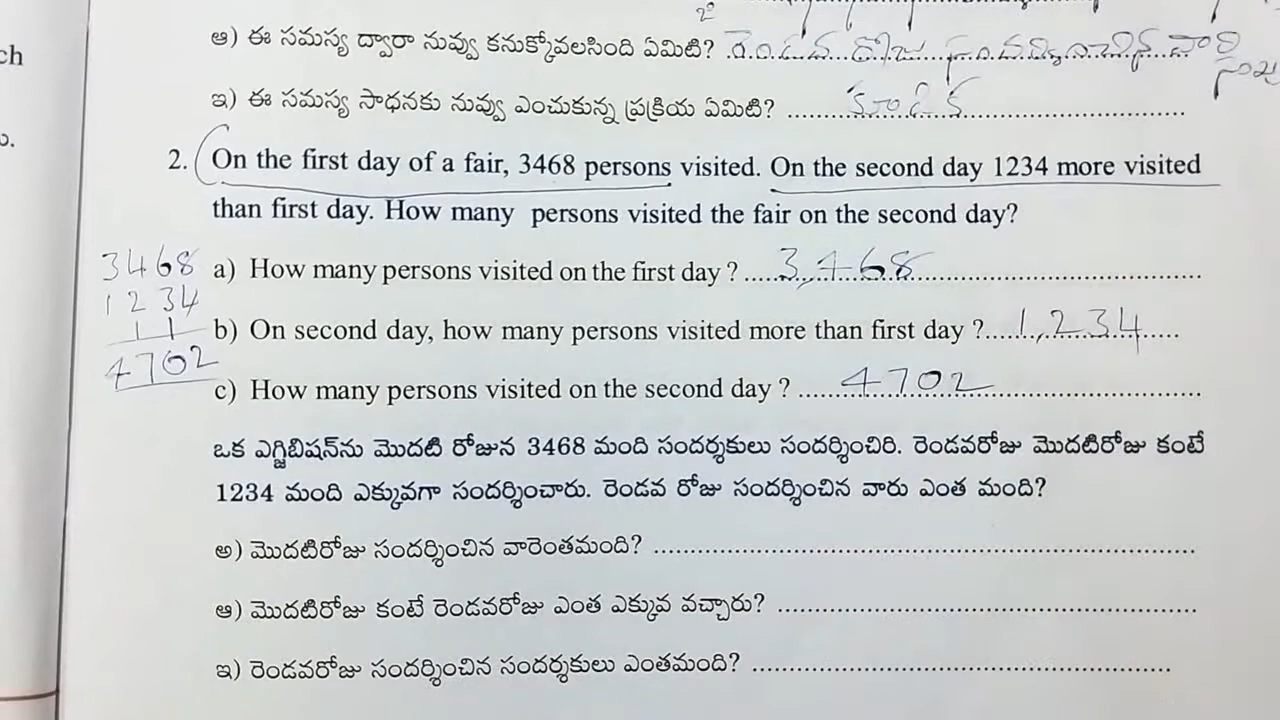 ch
ఆ) ఈ సమస్య ద్వారా నువ్వు కనుక్కోవలసింది ఏమిటి? రెండవ రోజు సందర్శించిన వారి సంఖ్య
ఇ) ఈ సమస్య సాధనకు నువ్వు ఎంచుకున్న ప్రక్రియ ఏమిటి? కూడిక
2. On the first day of a fair, 3468 persons visited. On the second day 1234 more visited
than first day. How many persons visited the fair on the second day?
3468
1234
11
4702
a) How many persons visited on the first day ? 3,468
b) On second day, how many persons visited more than first day ? 1,234
c) How many persons visited on the second day ? 4702
ఒక ఎగ్జిబిషన్‌ను మొదటి రోజున 3468 మంది సందర్శకులు సందర్శించిరి. రెండవరోజు మొదటిరోజు కంటే
1234 మంది ఎక్కువగా సందర్శించారు. రెండవ రోజు సందర్శించిన వారు ఎంత మంది?
అ) మొదటిరోజు సందర్శించిన వారెంతమంది?
ఆ) మొదటిరోజు కంటే రెండవరోజు ఎంత ఎక్కువ వచ్చారు?
ఇ) రెండవరోజు సందర్శించిన సందర్శకులు ఎంతమంది?